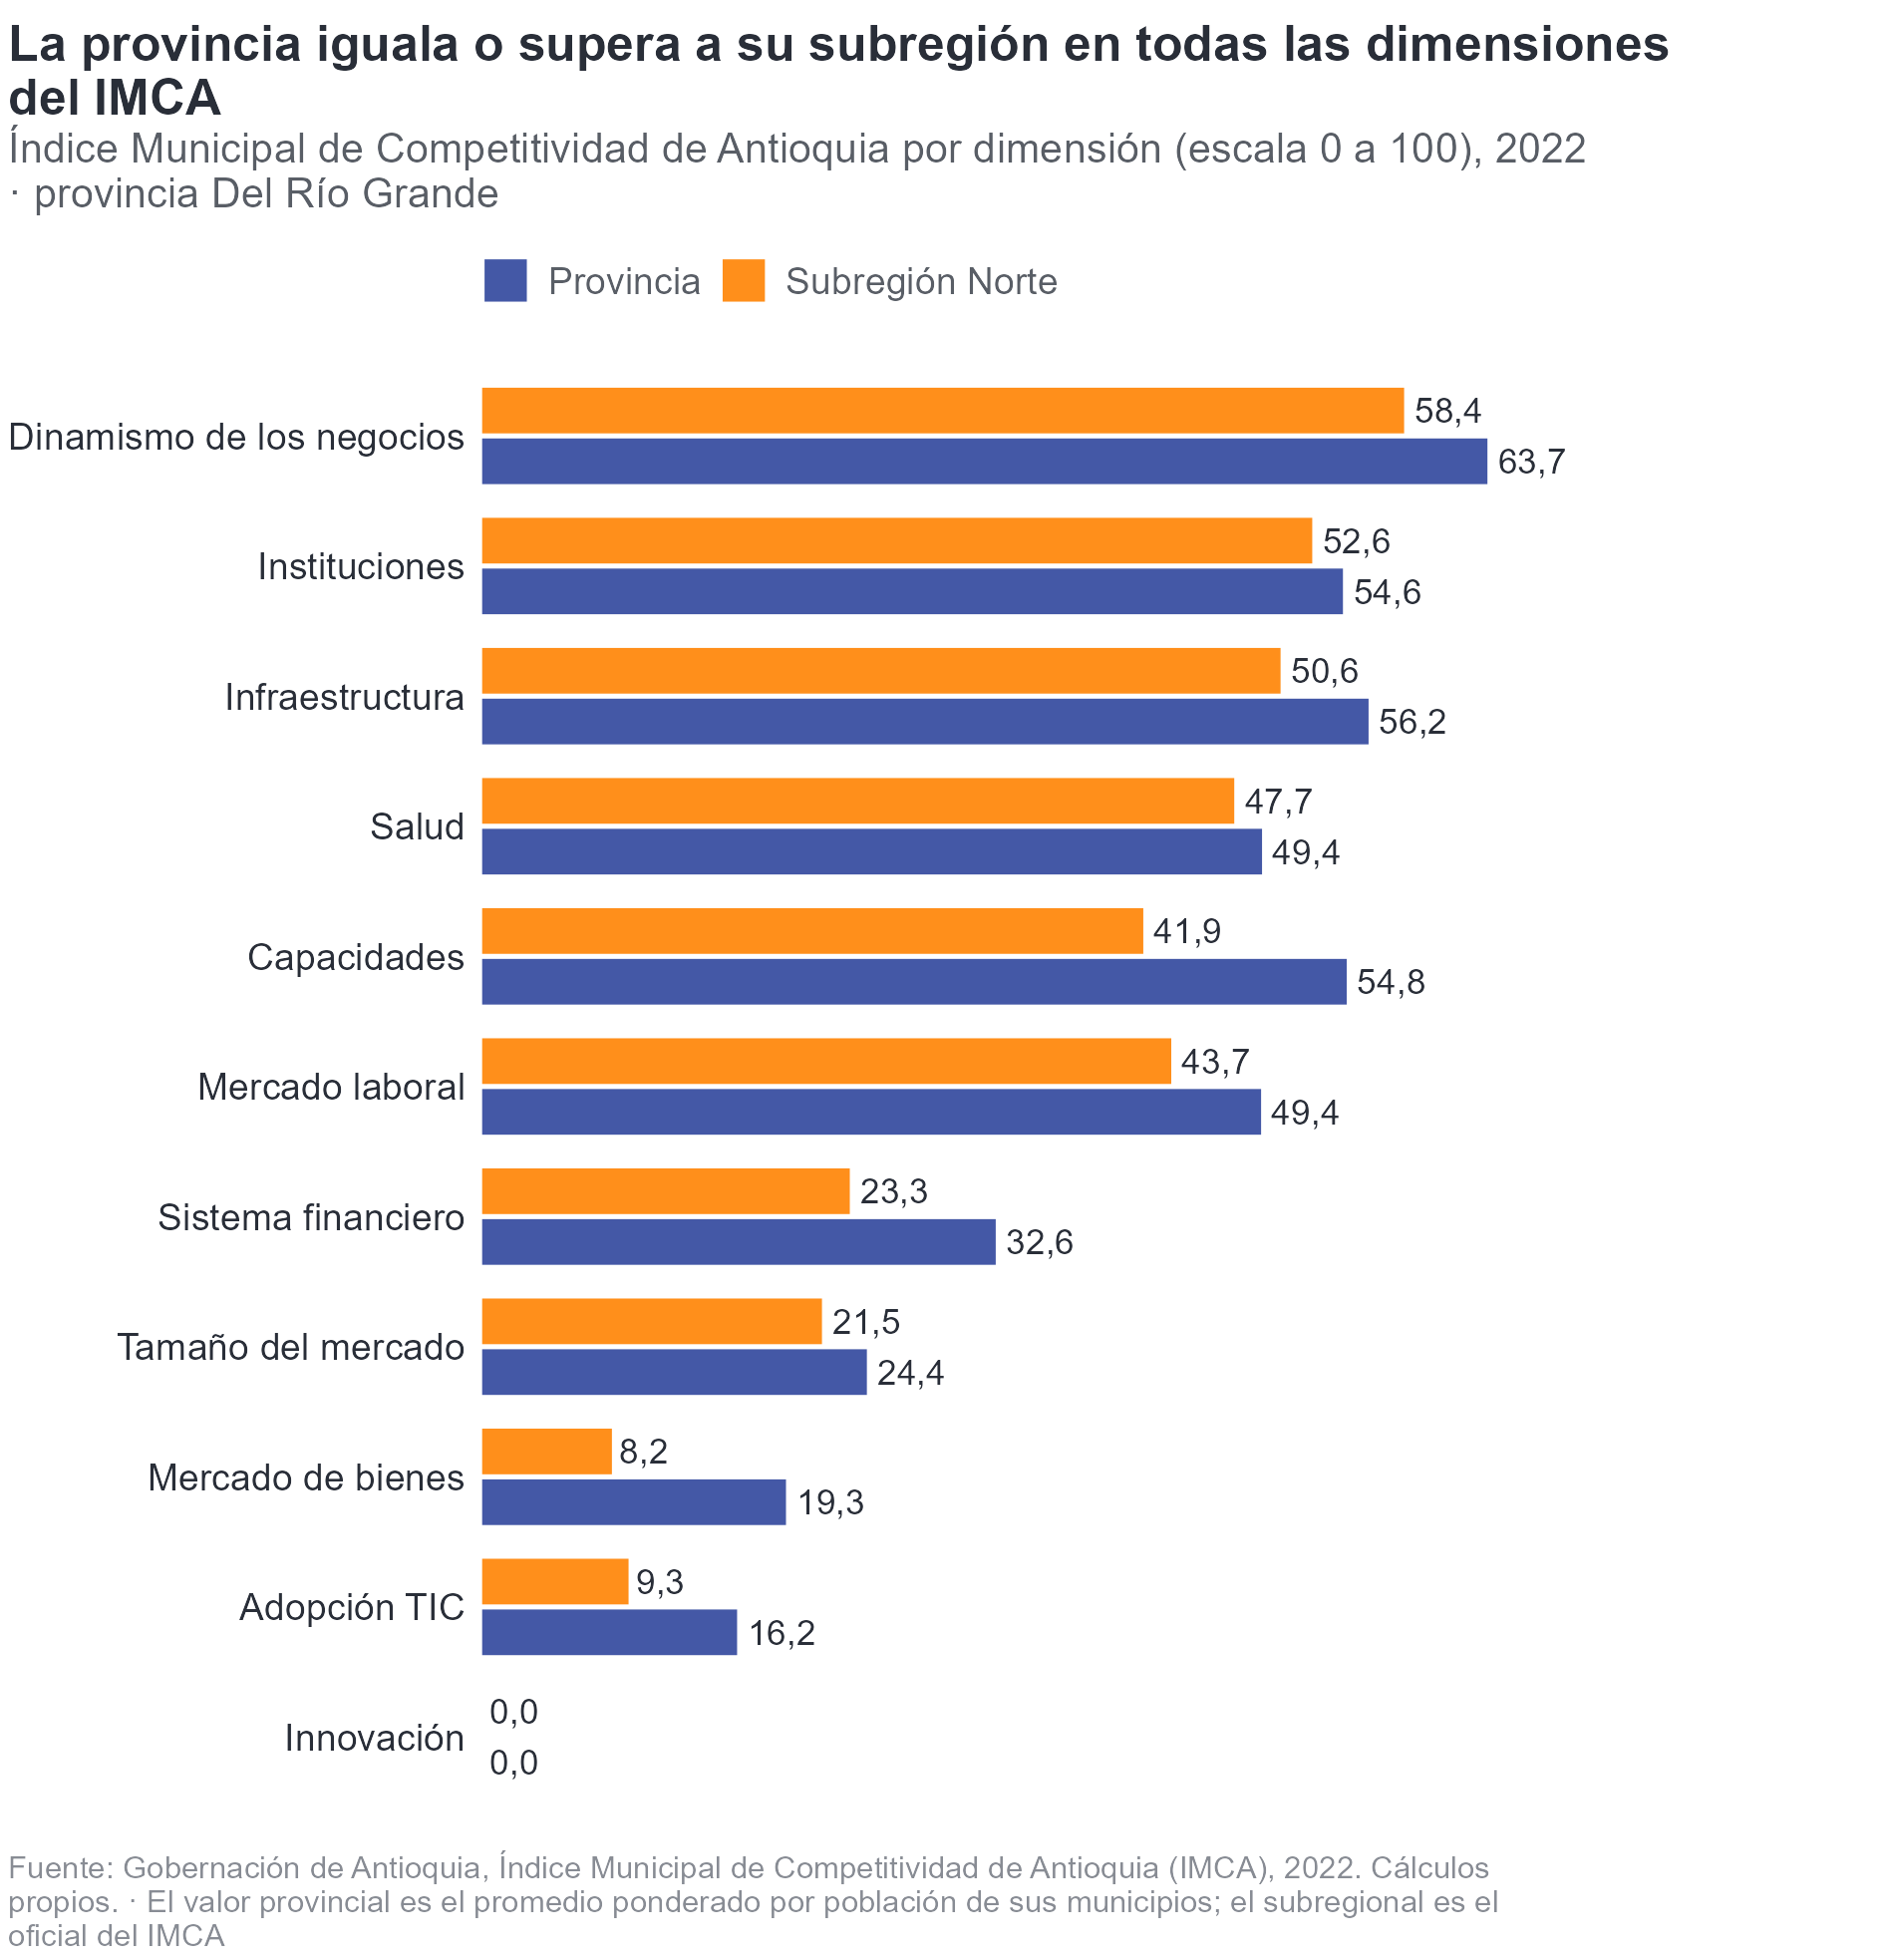 La provincia iguala o supera a su subregión en todas las dimensiones
del IMCA
Índice Municipal de Competitividad de Antioquia por dimensión (escala 0 a 100), 2022
· provincia Del Río Grande
Provincia
Subregión Norte
Dinamismo de los negocios
58,4
63,7
Instituciones
52,6
54,6
Infraestructura
50,6
56,2
Salud
47,7
49,4
Capacidades
41,9
54,8
Mercado laboral
43,7
49,4
Sistema financiero
23,3
32,6
Tamaño del mercado
21,5
24,4
Mercado de bienes
8,2
19,3
Adopción TIC
9,3
16,2
Innovación
0,0
0,0
Fuente: Gobernación de Antioquia, Índice Municipal de Competitividad de Antioquia (IMCA), 2022. Cálculos
propios. · El valor provincial es el promedio ponderado por población de sus municipios; el subregional es el
oficial del IMCA